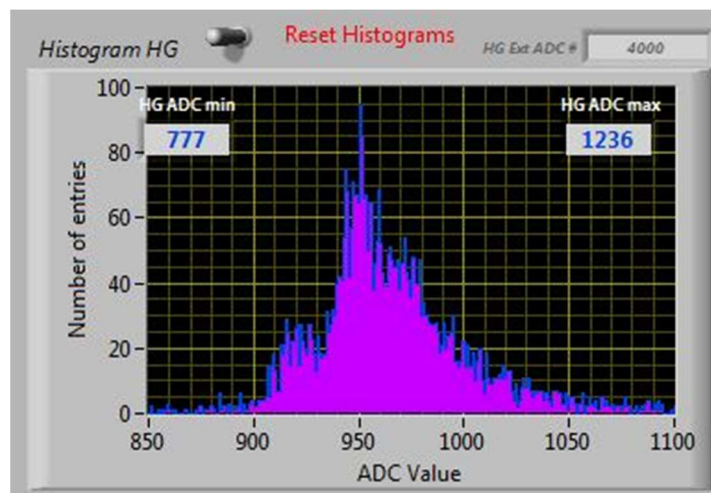 Histogram HG
Reset Histograms
HG Ext ADC #
4000
HG ADC min
777
HG ADC max
1236
Number of entries
100
80
60
40
20
0
850 900 950 1000 1050 1100
ADC Value